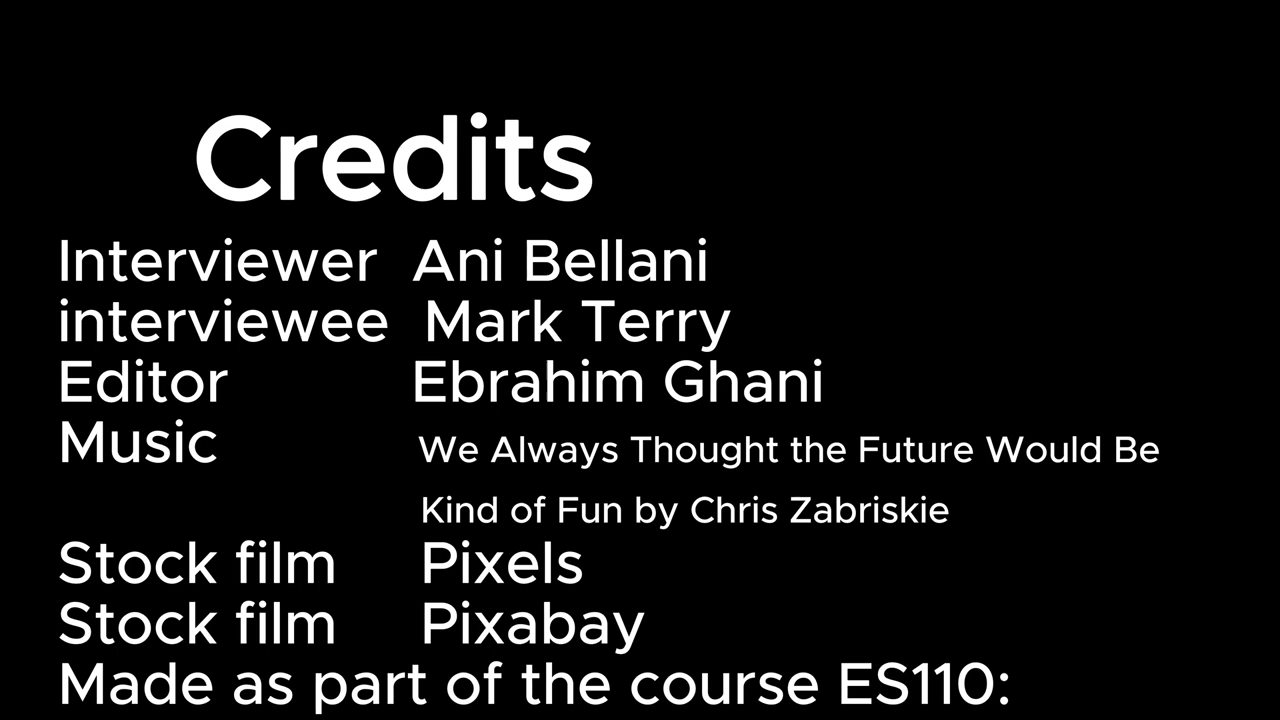 Credits
Interviewer Ani Bellani
interviewee Mark Terry
Editor Ebrahim Ghani
Music We Always Thought the Future Would Be
Kind of Fun by Chris Zabriskie
Stock film Pixels
Stock film Pixabay
Made as part of the course ES110: